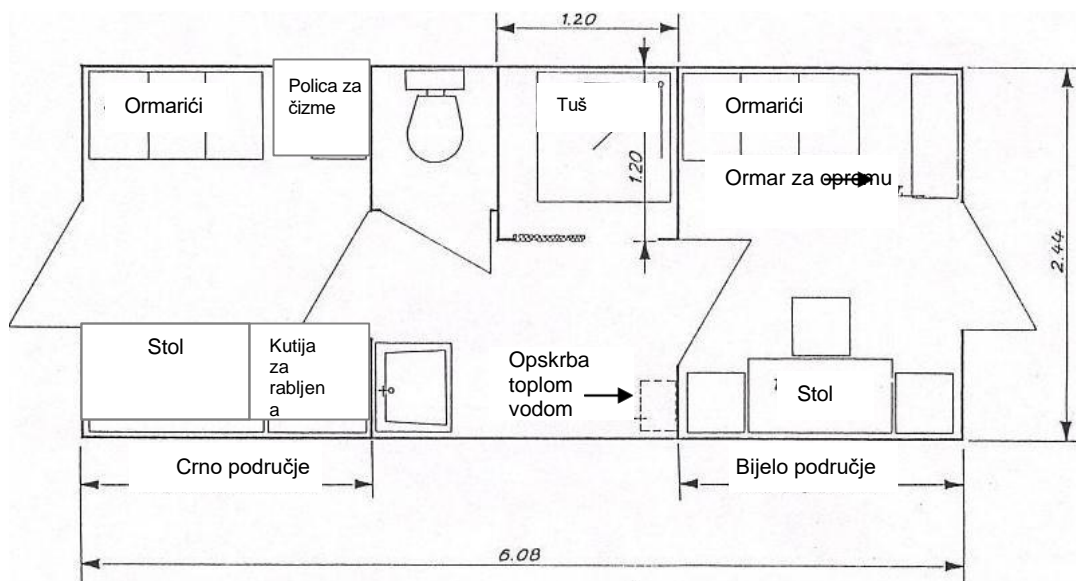 1.20
Ormarići
Polica za
čizme
Tuš
Ormarići
1.20
Ormar za opremu
2.44
Stol
Kutija
za
rabljen
a
Opskrba
toplom
vodom
Stol
Crno područje
Bijelo područje
6.08